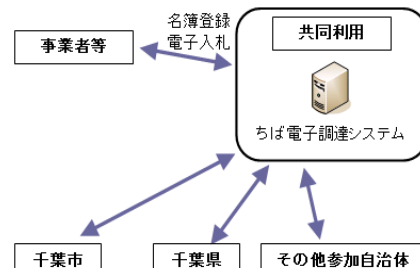 名簿登録
電子入札
事業者等
共同利用
ちば電子調達システム
千葉市
千葉県
その他参加自治体